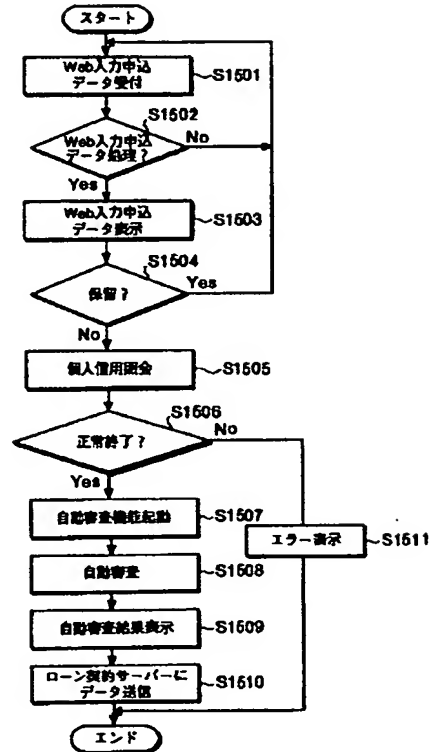 スタート
Web入力申込
データ受付
S1501
S1502
Web入力申込
データ処理?
No
Yes
Web入力申込
データ表示
S1503
S1504
保留?
Yes
No
個人信用照会
S1505
S1506
正常終了?
No
Yes
自動審査機能起動
S1507
エラー表示
S1511
自動審査
S1508
自動審査結果表示
S1509
ローン契約サーバーに
データ送信
S1510
エンド